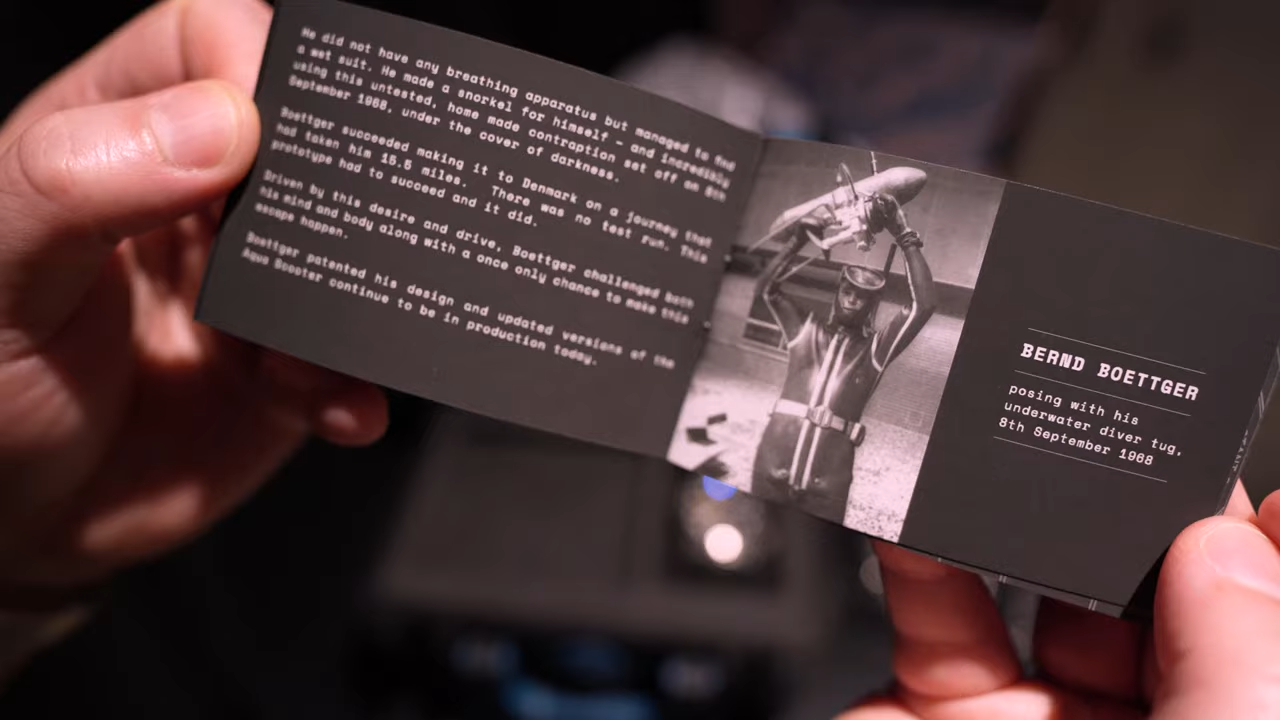 He did not have any breathing apparatus but managed to find
a wet suit. He made a snorkel for himself – and incredibly
using this untested, home made contraption set off on 8th
September 1968, under the cover of darkness.
Boettger succeeded making it to Denmark on a journey that
had taken him 15.5 miles. There was no test run. This
prototype had to succeed and it did.
Driven by this desire and drive, Boettger challenged both
his mind and body along with a once only chance to make this
escape happen.
Boettger patented his design and updated versions of the
Aqua Scooter continue to be in production today.
BERND BOETTGER
posing with his
underwater diver tug,
8th September 1968